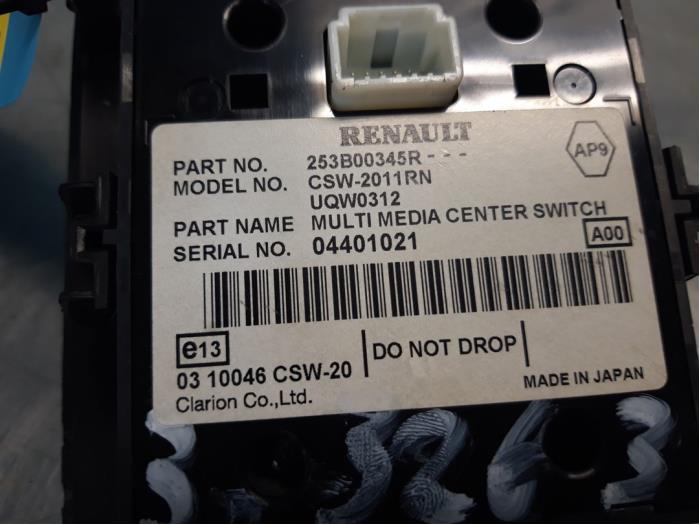 RENAULT
PART NO. 253B00345R- - -
AP9
MODEL NO. CSW-2011RN
UQW0312
PART NAME MULTI MEDIA CENTER SWITCH
SERIAL NO. 04401021
A00
e13
DO NOT DROP
03 10046 CSW-20
Clarion Co.,Ltd.
MADE IN JAPAN
3263